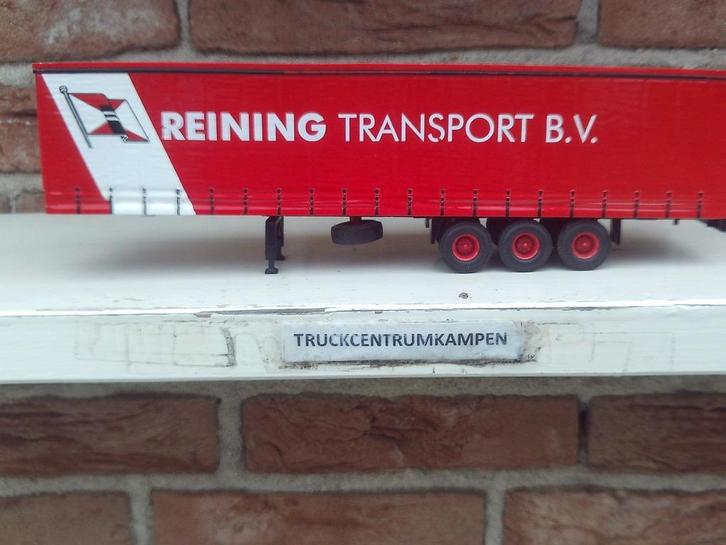 REINING TRANSPORT B.V.
TRUCKCENTRUMKAMPEN